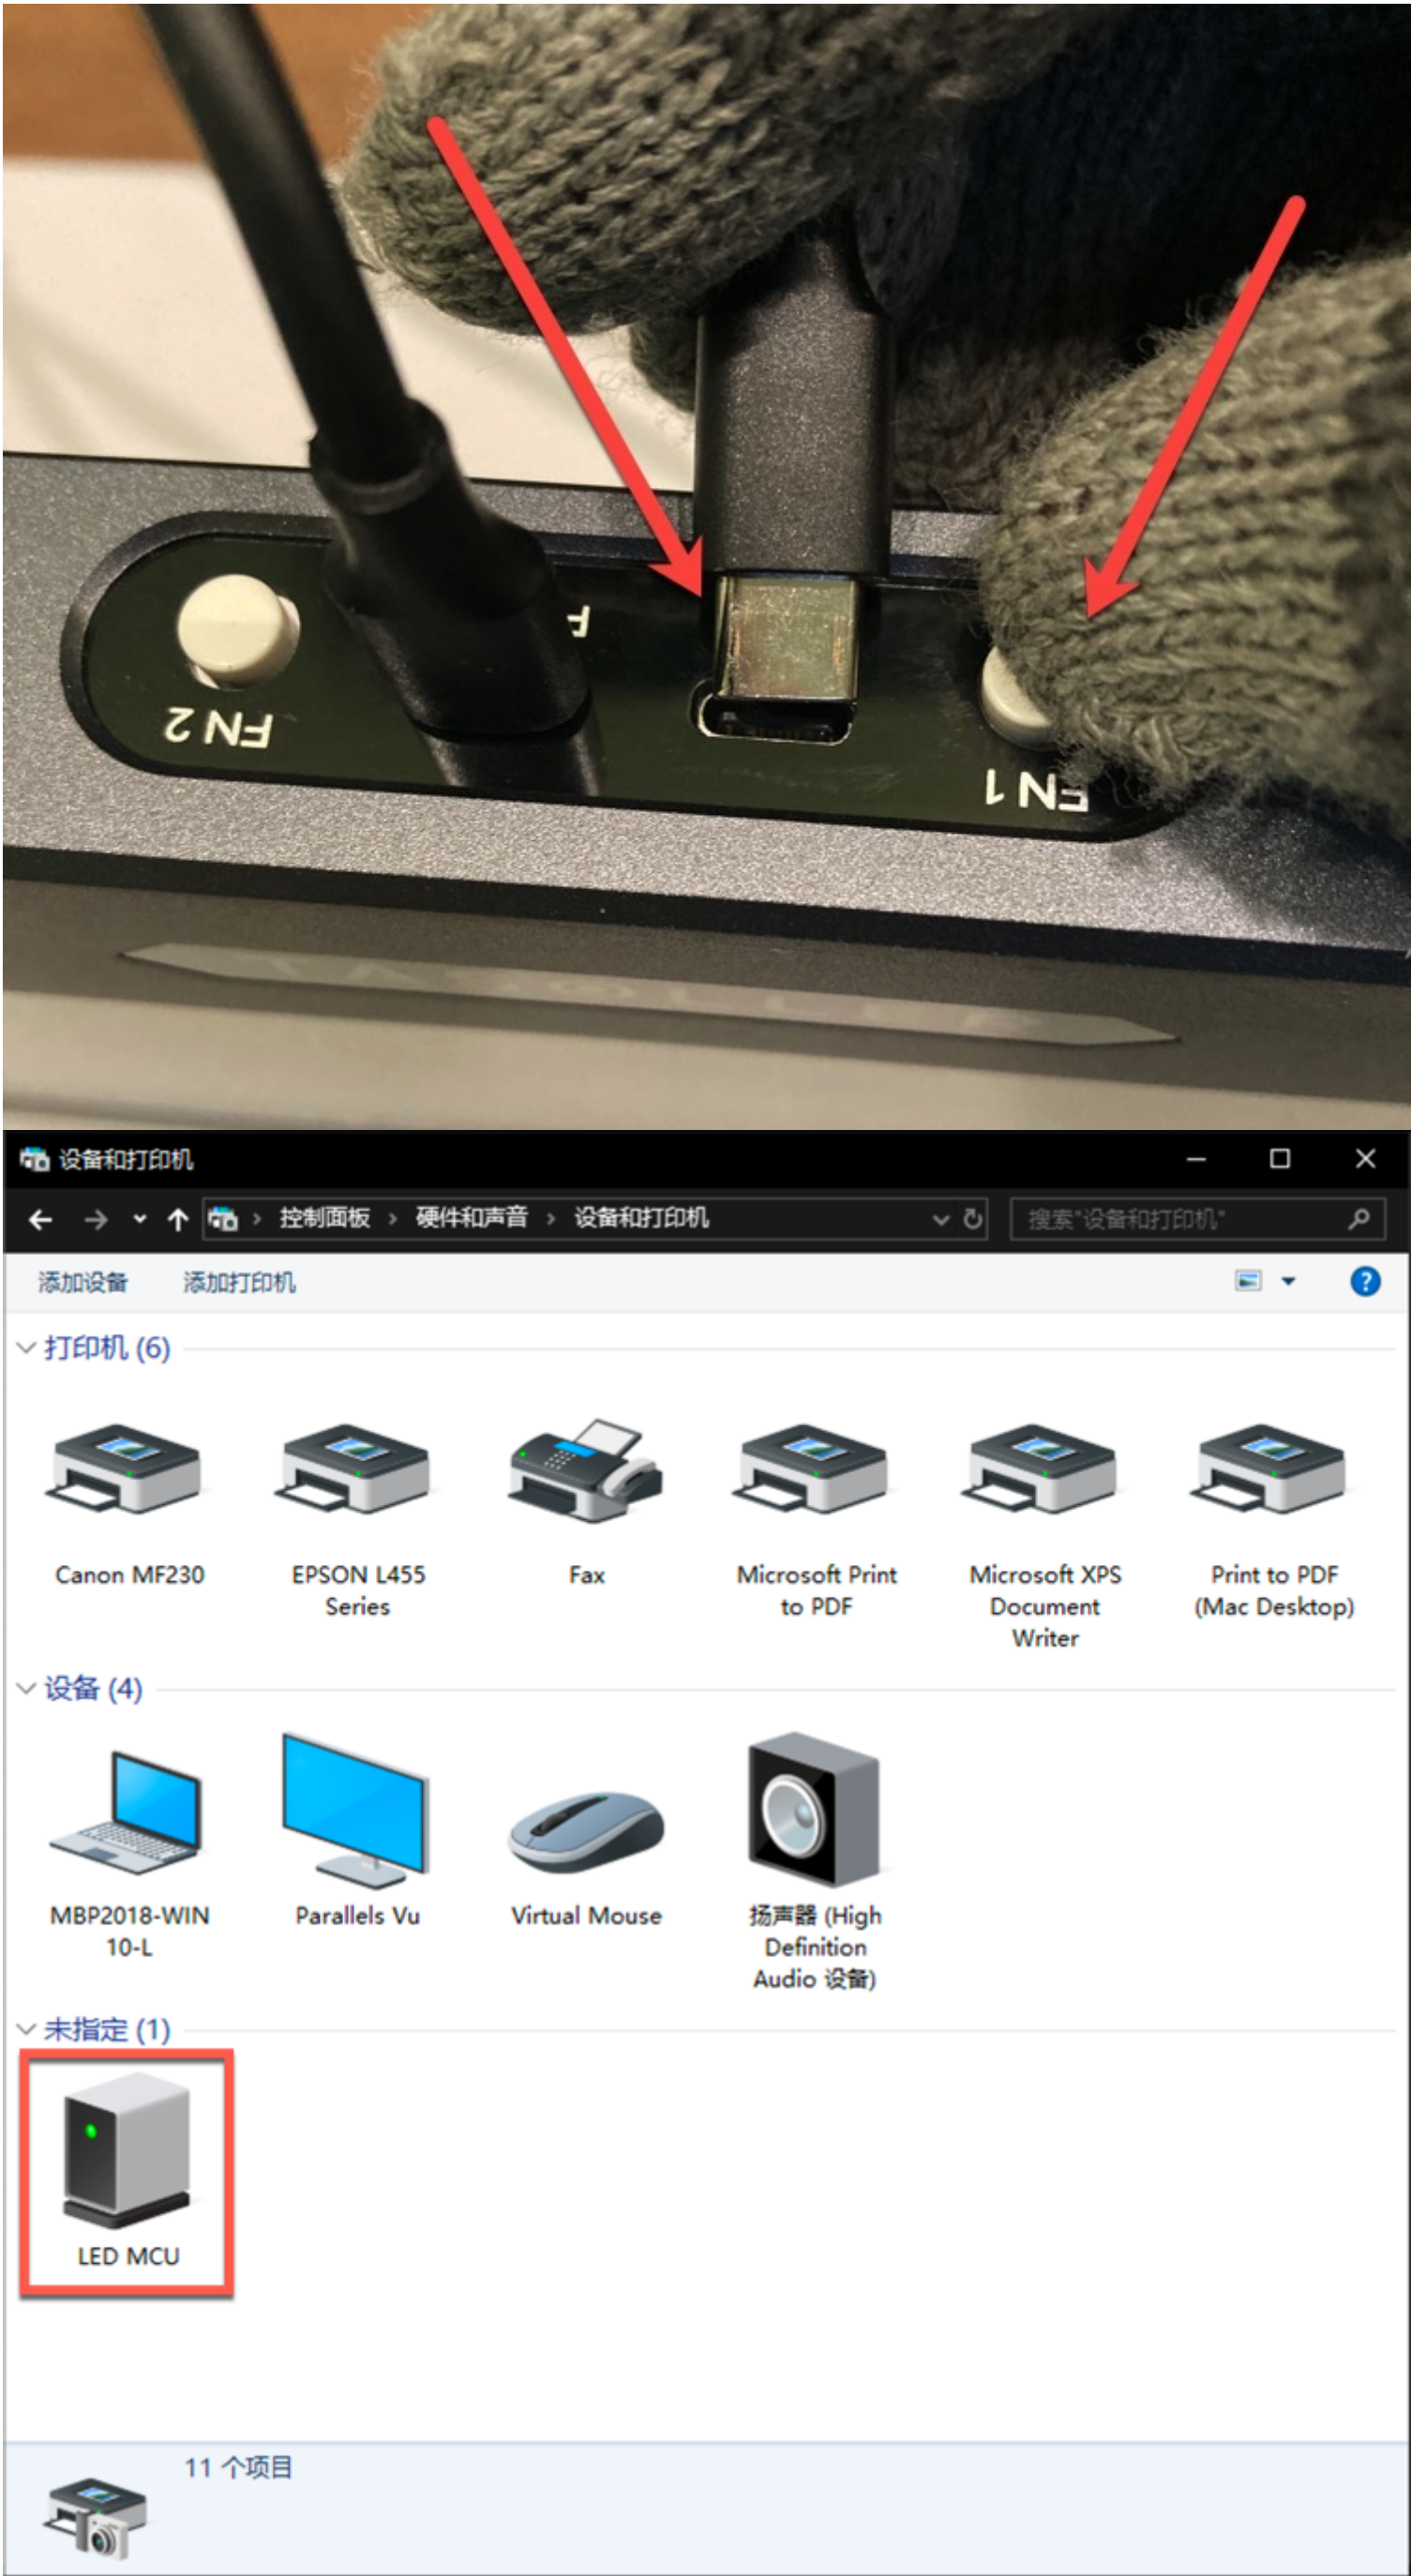 F
FN 2
FN 1
设备和打印机
控制面板 › 硬件和声音 › 设备和打印机
搜索"设备和打印机"
添加设备 添加打印机
打印机 (6)
Canon MF230
EPSON L455
Series
Fax
Microsoft Print
to PDF
Microsoft XPS
Document
Writer
Print to PDF
(Mac Desktop)
设备 (4)
MBP2018-WIN
10-L
Parallels Vu
Virtual Mouse
扬声器 (High
Definition
Audio 设备)
未指定 (1)
LED MCU
11 个项目